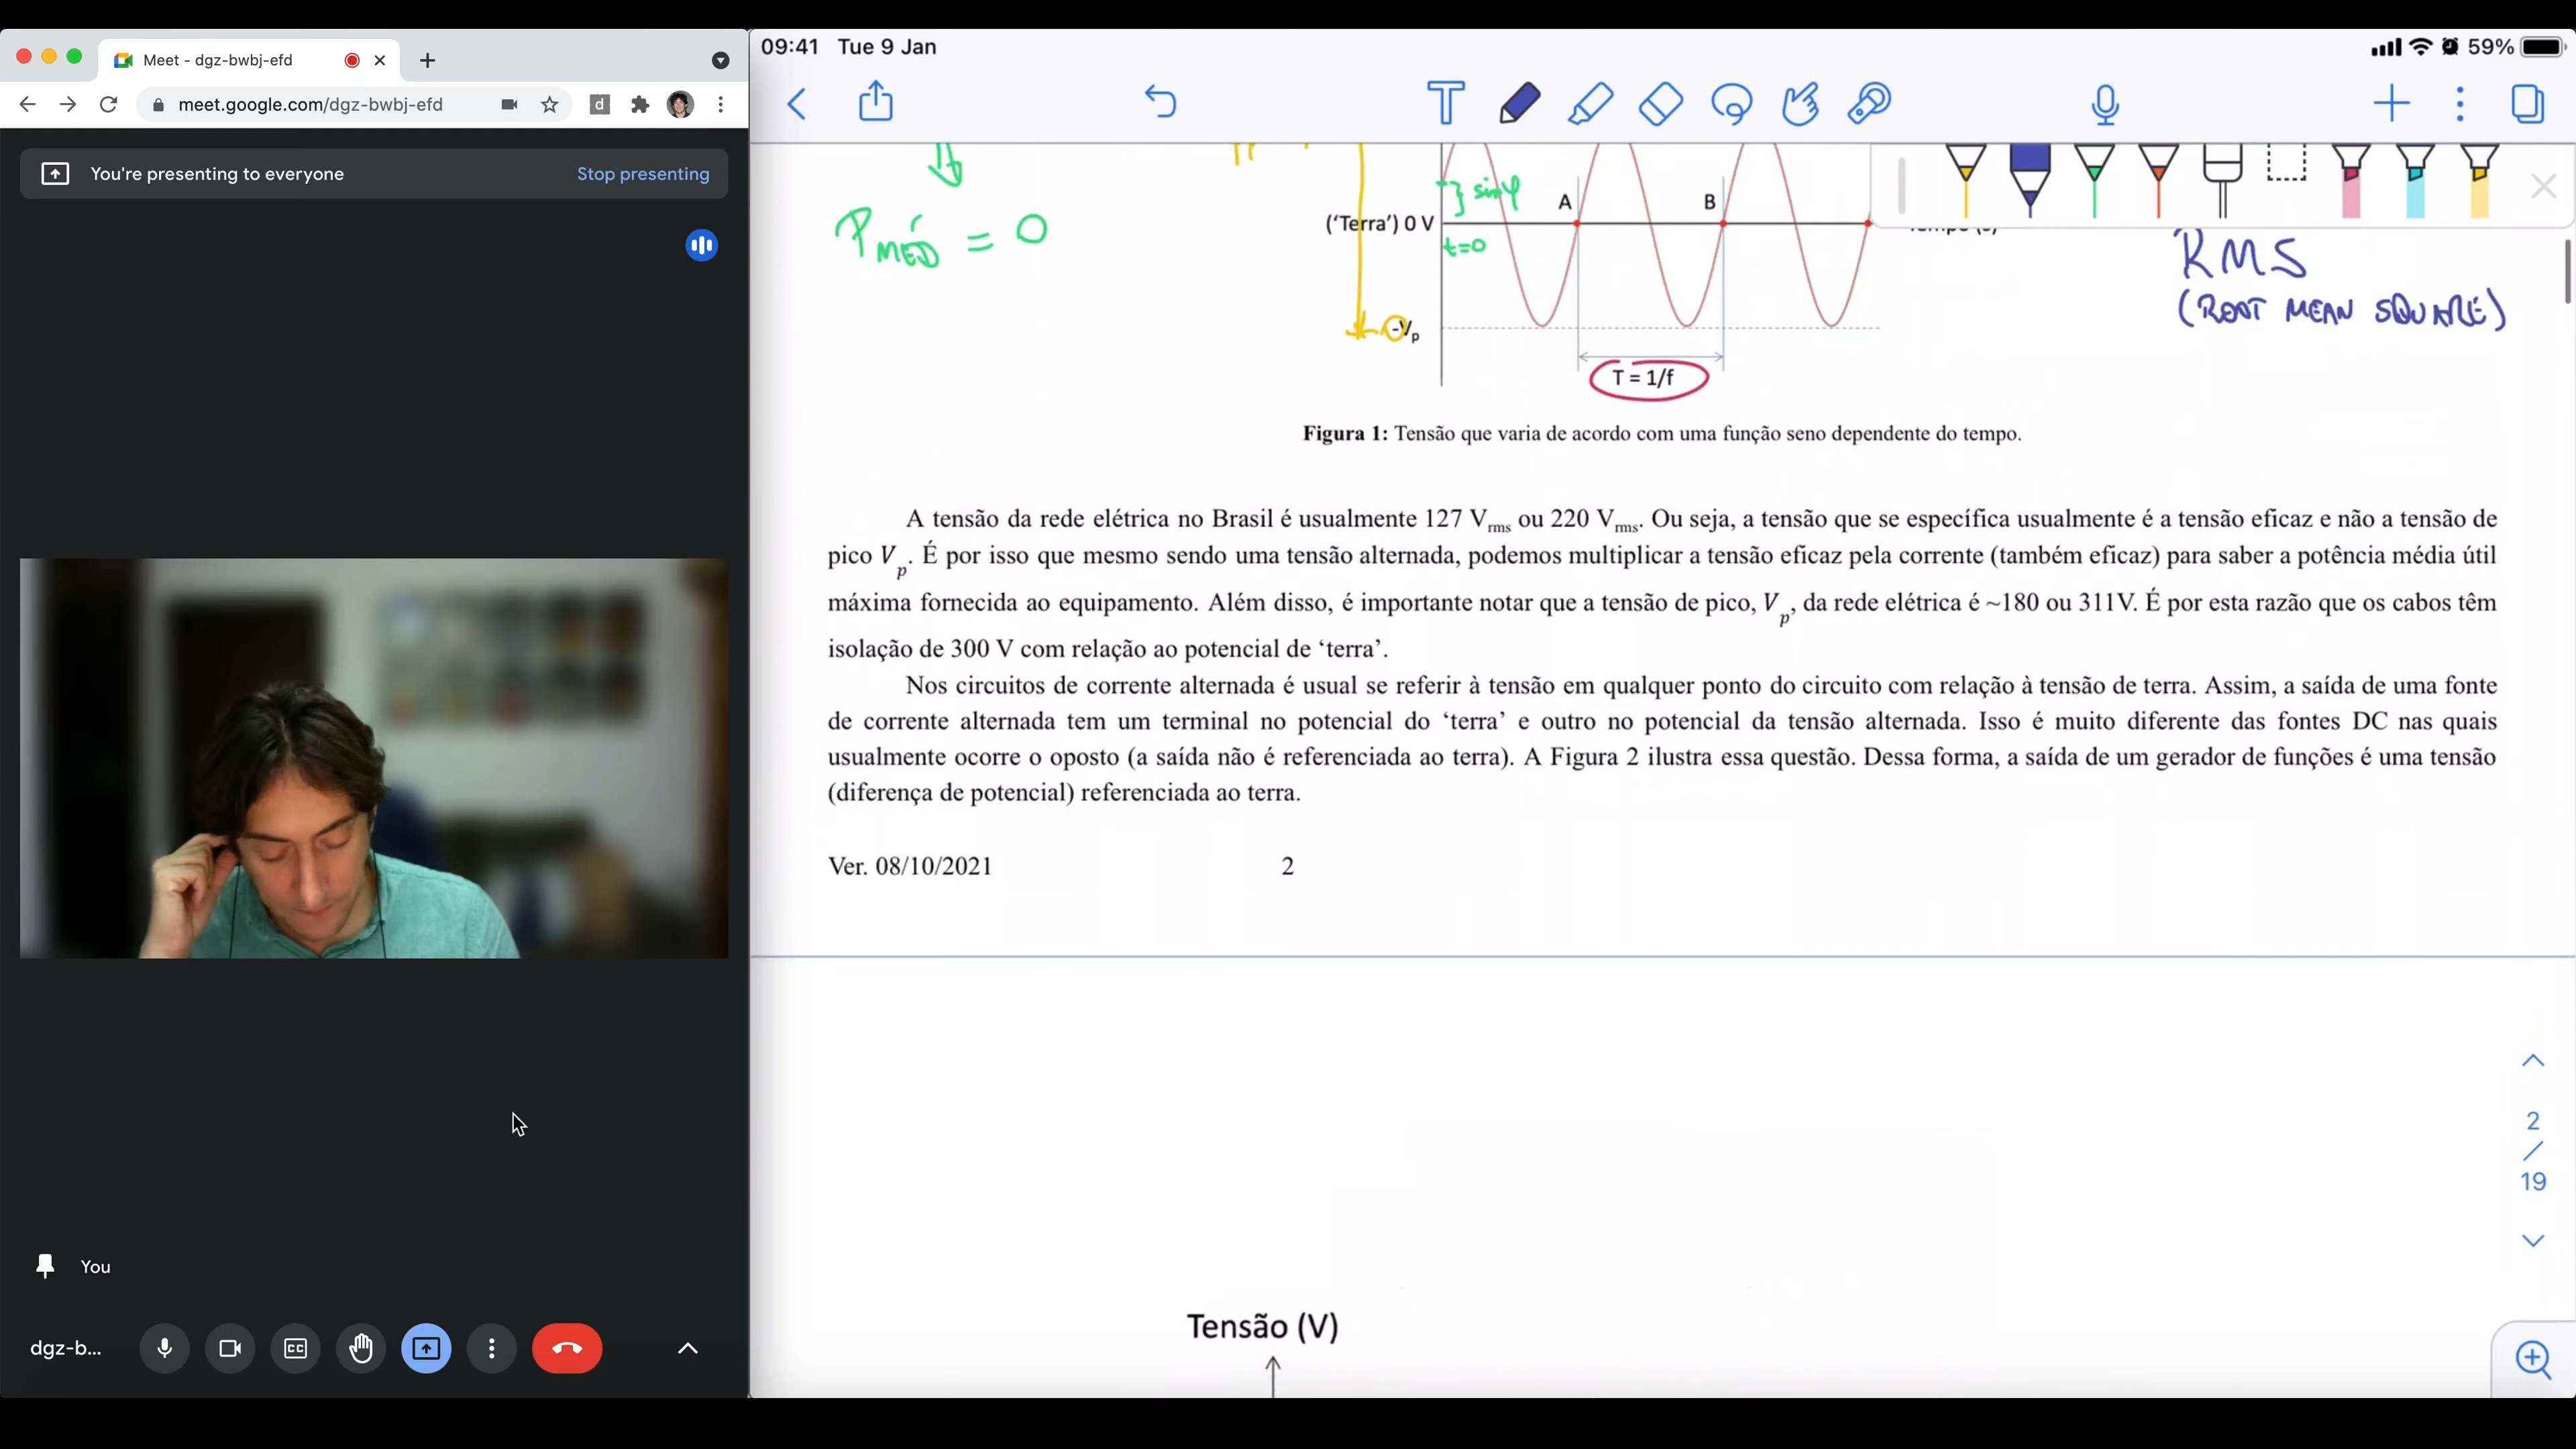 Meet - dgz-bwbj-efd
meet.google.com/dgz-bwbj-efd
d
You're presenting to everyone
Stop presenting
You
dgz-b...
CC
09:41 Tue 9 Jan
59%
T
PMÉD = 0
} sinφ
A
B
('Terra') 0 V
t=0
-Vp
T = 1/f
RMS
(ROOT MEAN SQUARE)
Figura 1: Tensão que varia de acordo com uma função seno dependente do tempo.
A tensão da rede elétrica no Brasil é usualmente 127 Vrms ou 220 Vrms. Ou seja, a tensão que se específica usualmente é a tensão eficaz e não a tensão de
pico Vp. É por isso que mesmo sendo uma tensão alternada, podemos multiplicar a tensão eficaz pela corrente (também eficaz) para saber a potência média útil
máxima fornecida ao equipamento. Além disso, é importante notar que a tensão de pico, Vp, da rede elétrica é ~180 ou 311V. É por esta razão que os cabos têm
isolação de 300 V com relação ao potencial de ‘terra’.
Nos circuitos de corrente alternada é usual se referir à tensão em qualquer ponto do circuito com relação à tensão de terra. Assim, a saída de uma fonte
de corrente alternada tem um terminal no potencial do ‘terra’ e outro no potencial da tensão alternada. Isso é muito diferente das fontes DC nas quais
usualmente ocorre o oposto (a saída não é referenciada ao terra). A Figura 2 ilustra essa questão. Dessa forma, a saída de um gerador de funções é uma tensão
(diferença de potencial) referenciada ao terra.
Ver. 08/10/2021 2
2
/
19
Tensão (V)